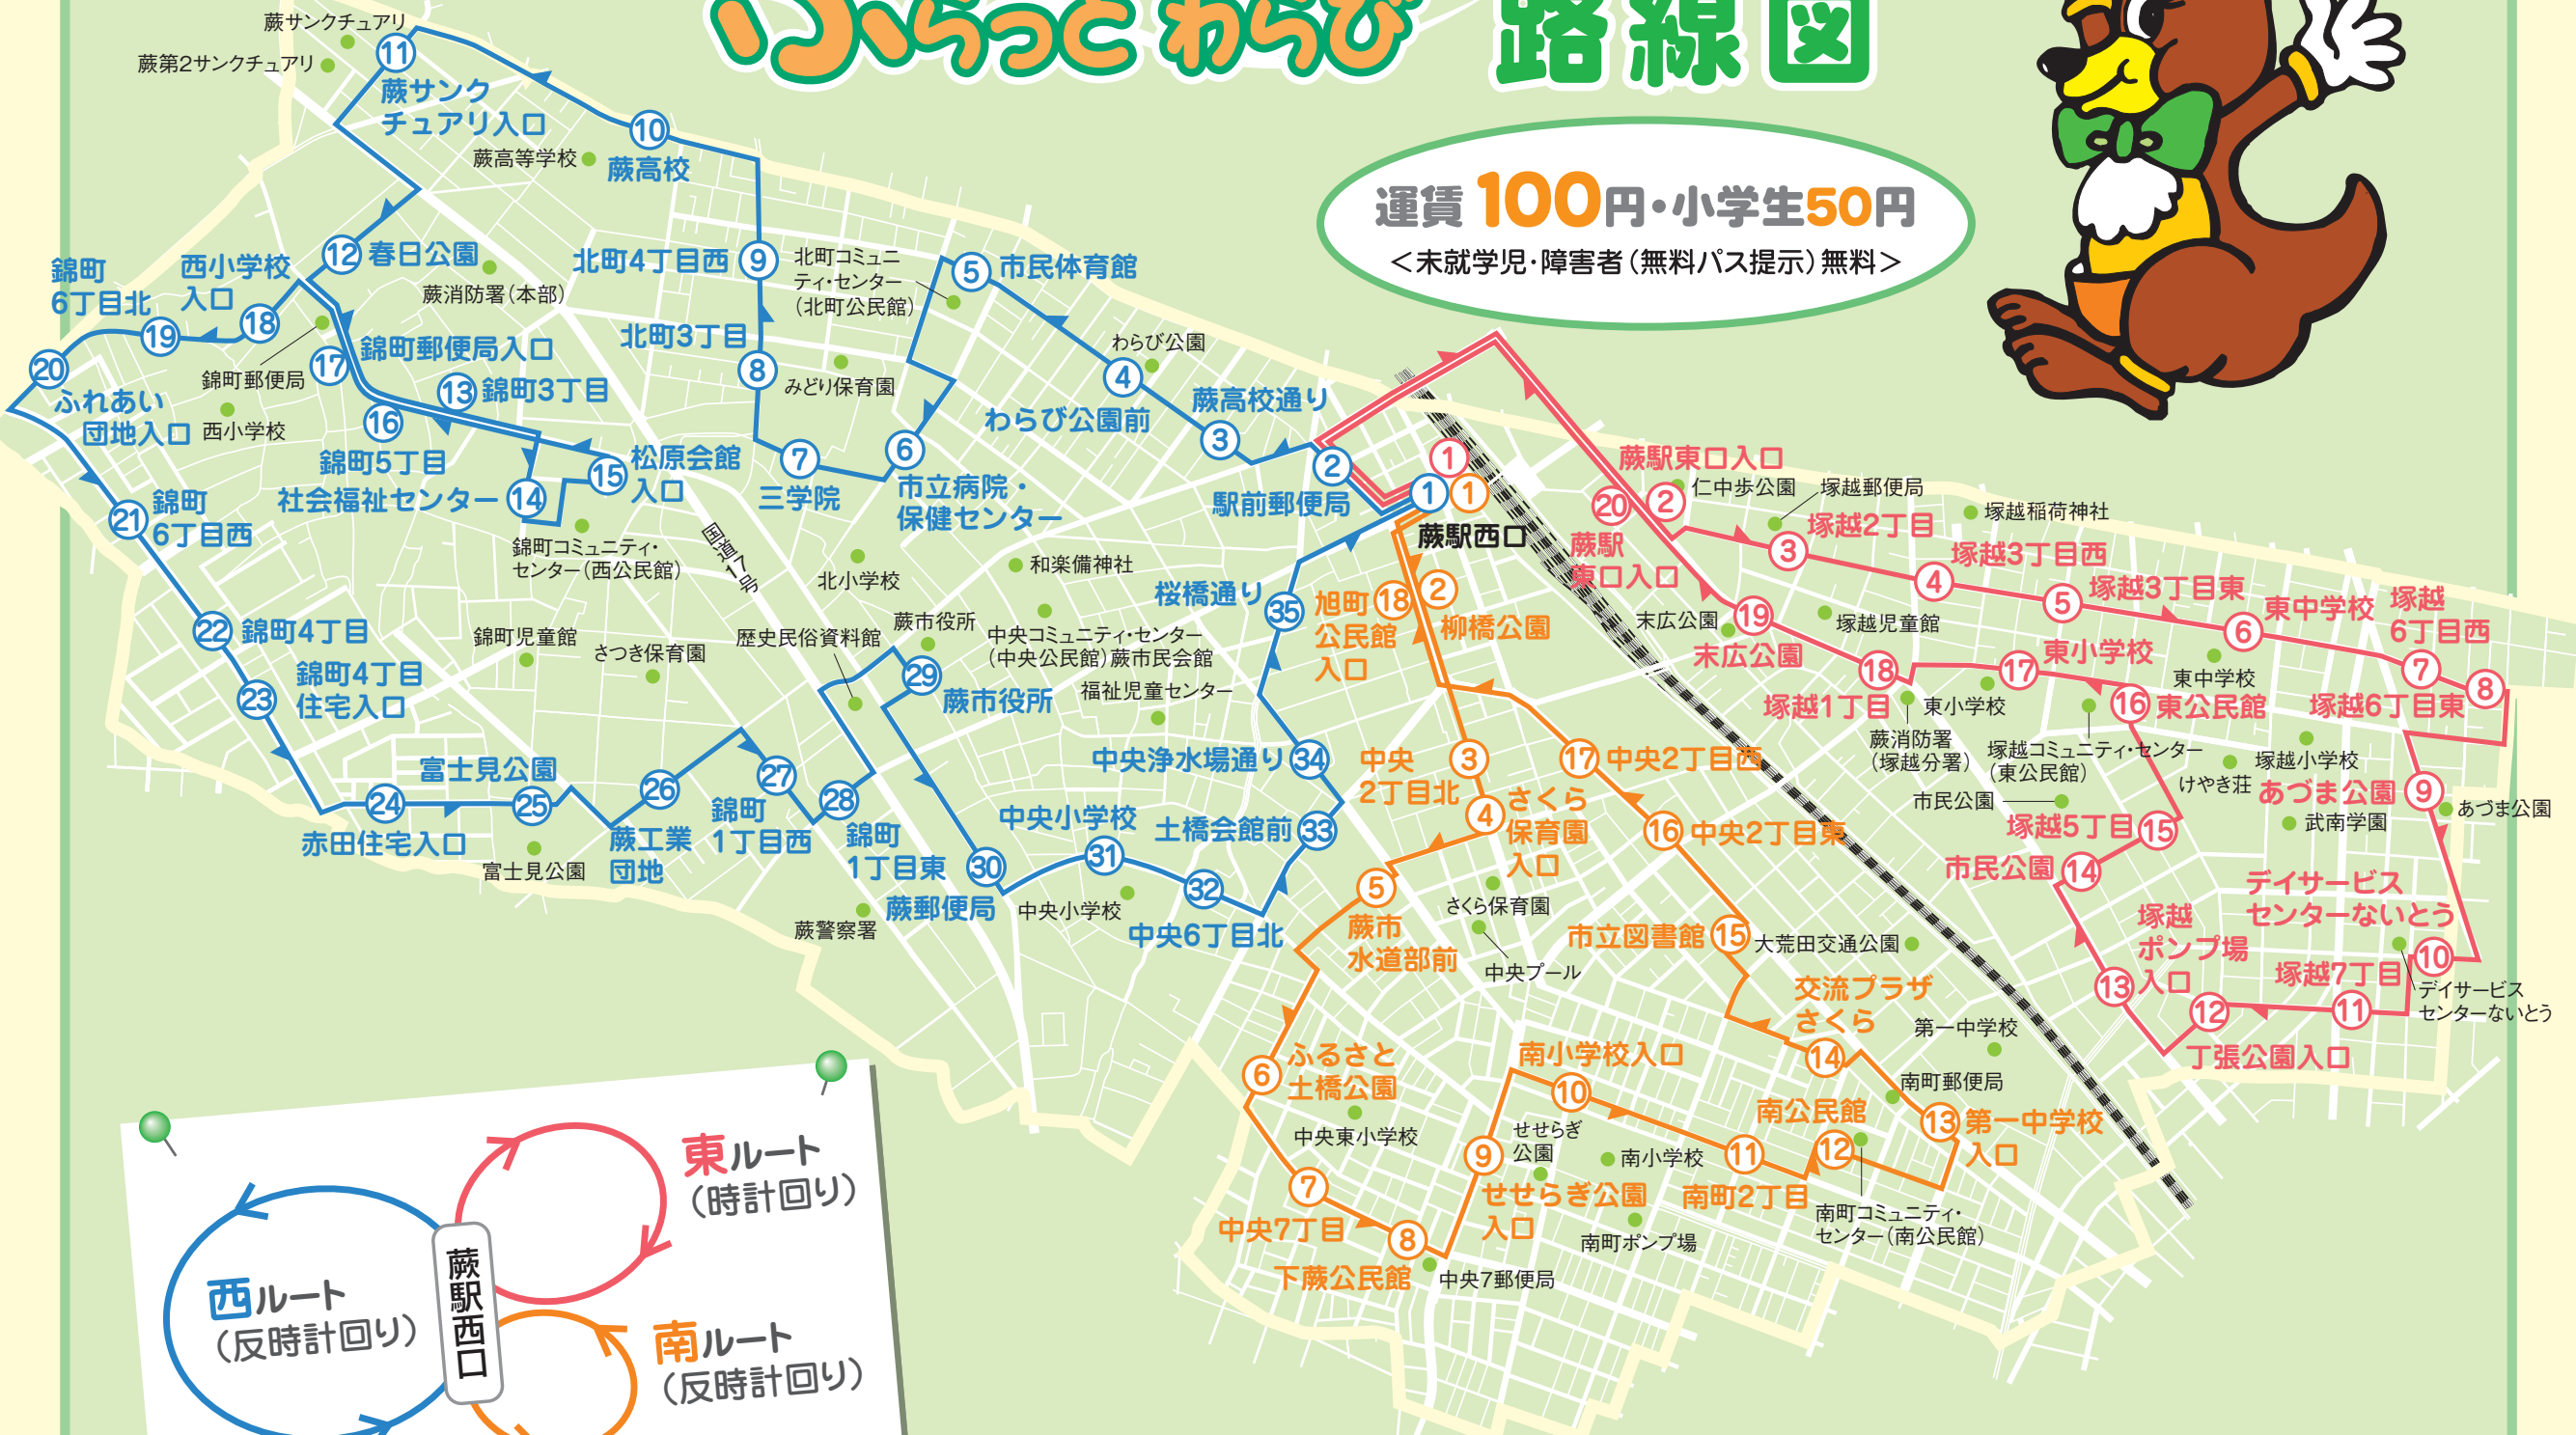 ぷらっと わらび 路線図
運賃 100円・小学生50円
＜未就学児・障害者（無料パス提示）無料＞
蕨サンクチュアリ
蕨第2サンクチュアリ
11
蕨サンク
チュアリ入口
蕨高等学校
10
蕨高校
12 春日公園
蕨消防署（本部）
錦町
6丁目北
西小学校
入口
18
19
20
ふれあい
団地入口
錦町郵便局
西小学校
17 錦町郵便局入口
13 錦町3丁目
16
錦町5丁目
社会福祉センター 14
15 松原会館
入口
錦町コミュニティ・
センター（西公民館）
国道17号
北町4丁目西 9
北町3丁目
8
北町コミュニ
ティ・センター
（北町公民館）
みどり保育園
7
三学院
6
市立病院・
保健センター
5 市民体育館
わらび公園
4
わらび公園前
蕨高校通り
3
2
駅前郵便局
1
1
1
蕨駅西口
21 錦町
6丁目西
22 錦町4丁目
23 錦町4丁目
住宅入口
24
赤田住宅入口
富士見公園
25
富士見公園
26
蕨工業
団地
27
錦町
1丁目西
28
錦町
1丁目東
錦町児童館
さつき保育園
北小学校
歴史民俗資料館
蕨市役所
29
蕨市役所
和楽備神社
中央コミュニティ・センター
（中央公民館）蕨市民会館
福祉児童センター
30
蕨郵便局
蕨警察署
中央小学校
31
中央小学校
32
中央6丁目北
土橋会館前 33
中央浄水場通り 34
桜橋通り
35
旭町
公民館
入口
18
2
柳橋公園
中央
2丁目北
3
4 さくら
保育園
入口
さくら保育園
中央プール
5
蕨市
水道部前
6 ふるさと
土橋公園
中央東小学校
7
中央7丁目
8
下蕨公民館
中央7郵便局
9
せせらぎ
公園
せせらぎ公園
入口
南小学校入口
10
南小学校
南町ポンプ場
11
南町2丁目
南公民館
12
南町コミュニティ・
センター（南公民館）
13 第一中学校
入口
南町郵便局
第一中学校
交流プラザ
さくら
14
市立図書館 15
大荒田交通公園
16 中央2丁目東
17 中央2丁目西
蕨駅東口入口
20
2
仁中歩公園
塚越郵便局
蕨駅
東口入口
塚越2丁目
3
塚越稲荷神社
塚越3丁目西
4
塚越3丁目東
5
東中学校
6
東中学校
塚越
6丁目西
7
8
塚越6丁目東
末広公園
19
末広公園
塚越児童館
18
塚越1丁目
蕨消防署
（塚越分署）
東小学校
17 東小学校
16 東公民館
塚越コミュニティ・センター
（東公民館）
けやき荘
塚越小学校
あづま公園 9
あづま公園
武南学園
市民公園
塚越5丁目 15
市民公園 14
デイサービス
センターないとう
10
デイサービス
センターないとう
塚越
ポンプ場
入口
13
塚越7丁目
11
12
丁張公園入口
東ルート
（時計回り）
西ルート
（反時計回り）
蕨駅西口
南ルート
（反時計回り）